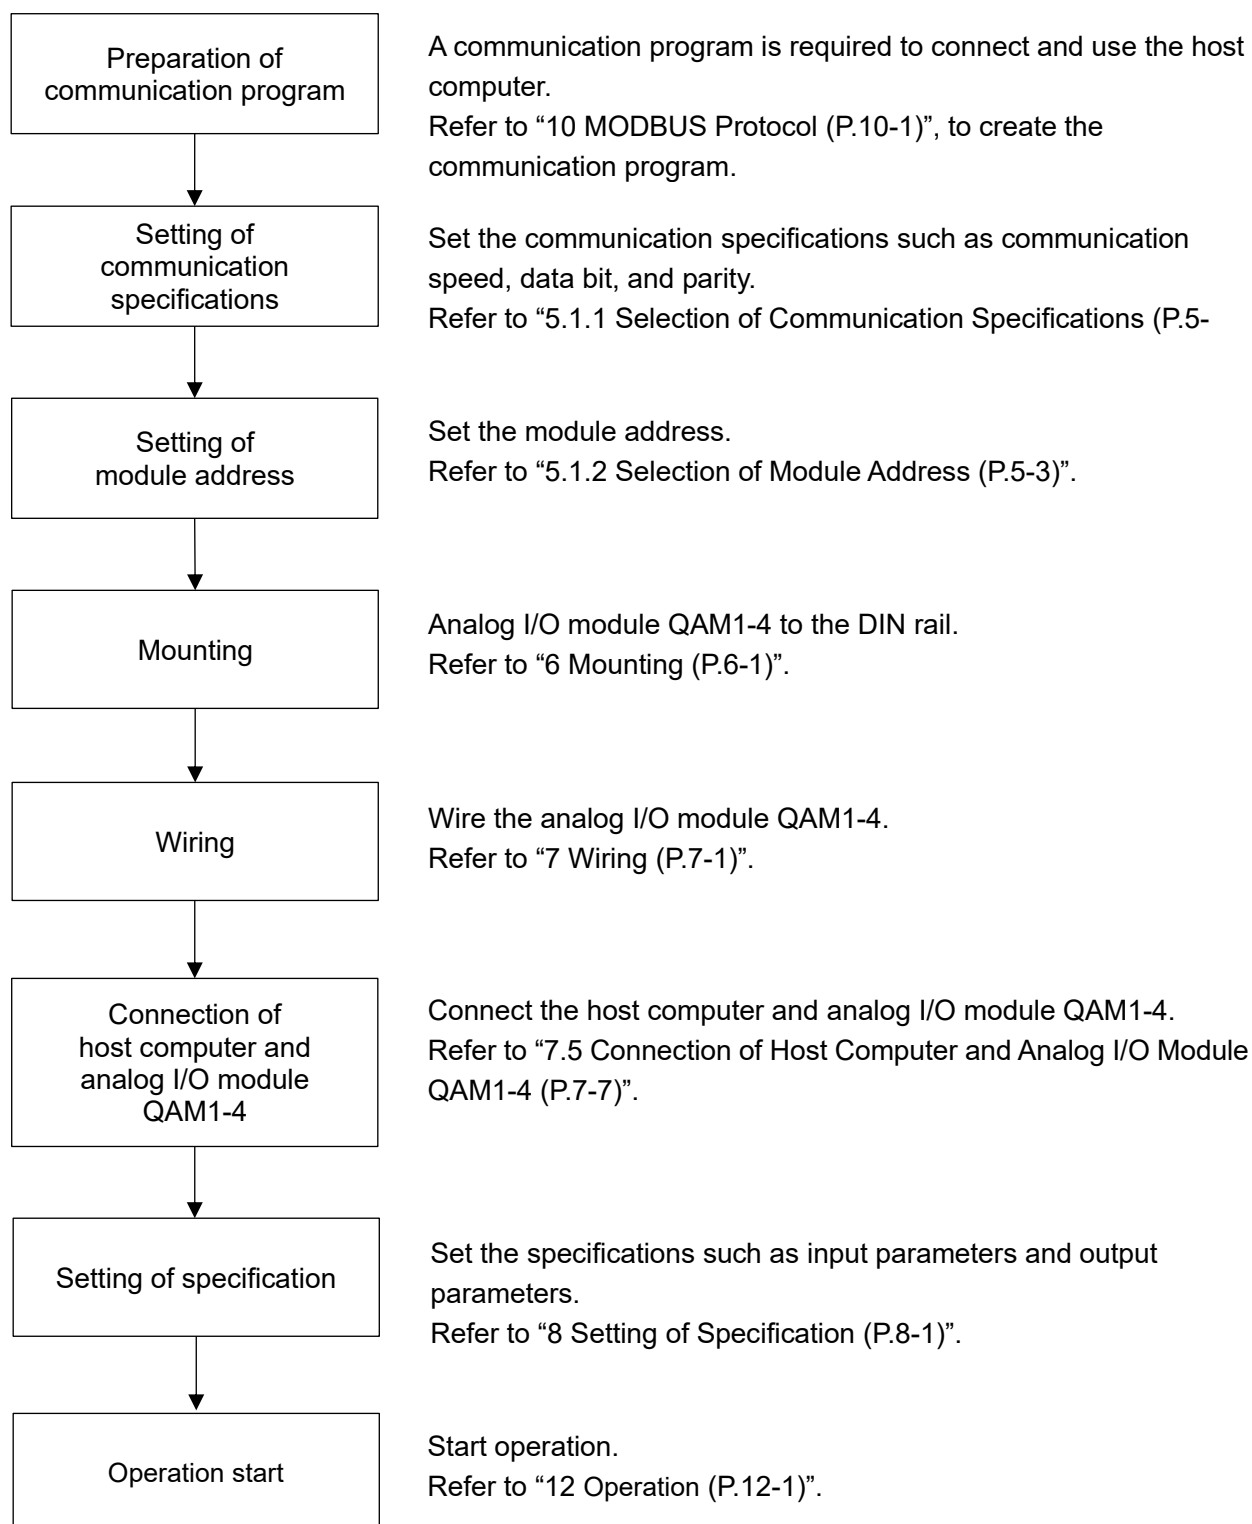 Preparation of
communication program
A communication program is required to connect and use the host
computer.
Refer to “10 MODBUS Protocol (P.10-1)”, to create the
communication program.
Setting of
communication
specifications
Set the communication specifications such as communication
speed, data bit, and parity.
Refer to “5.1.1 Selection of Communication Specifications (P.5-
Setting of
module address
Set the module address.
Refer to “5.1.2 Selection of Module Address (P.5-3)”.
Mounting
Analog I/O module QAM1-4 to the DIN rail.
Refer to “6 Mounting (P.6-1)”.
Wiring
Wire the analog I/O module QAM1-4.
Refer to “7 Wiring (P.7-1)”.
Connection of
host computer and
analog I/O module
QAM1-4
Connect the host computer and analog I/O module QAM1-4.
Refer to “7.5 Connection of Host Computer and Analog I/O Module
QAM1-4 (P.7-7)”.
Setting of specification
Set the specifications such as input parameters and output
parameters.
Refer to “8 Setting of Specification (P.8-1)”.
Operation start
Start operation.
Refer to “12 Operation (P.12-1)”.